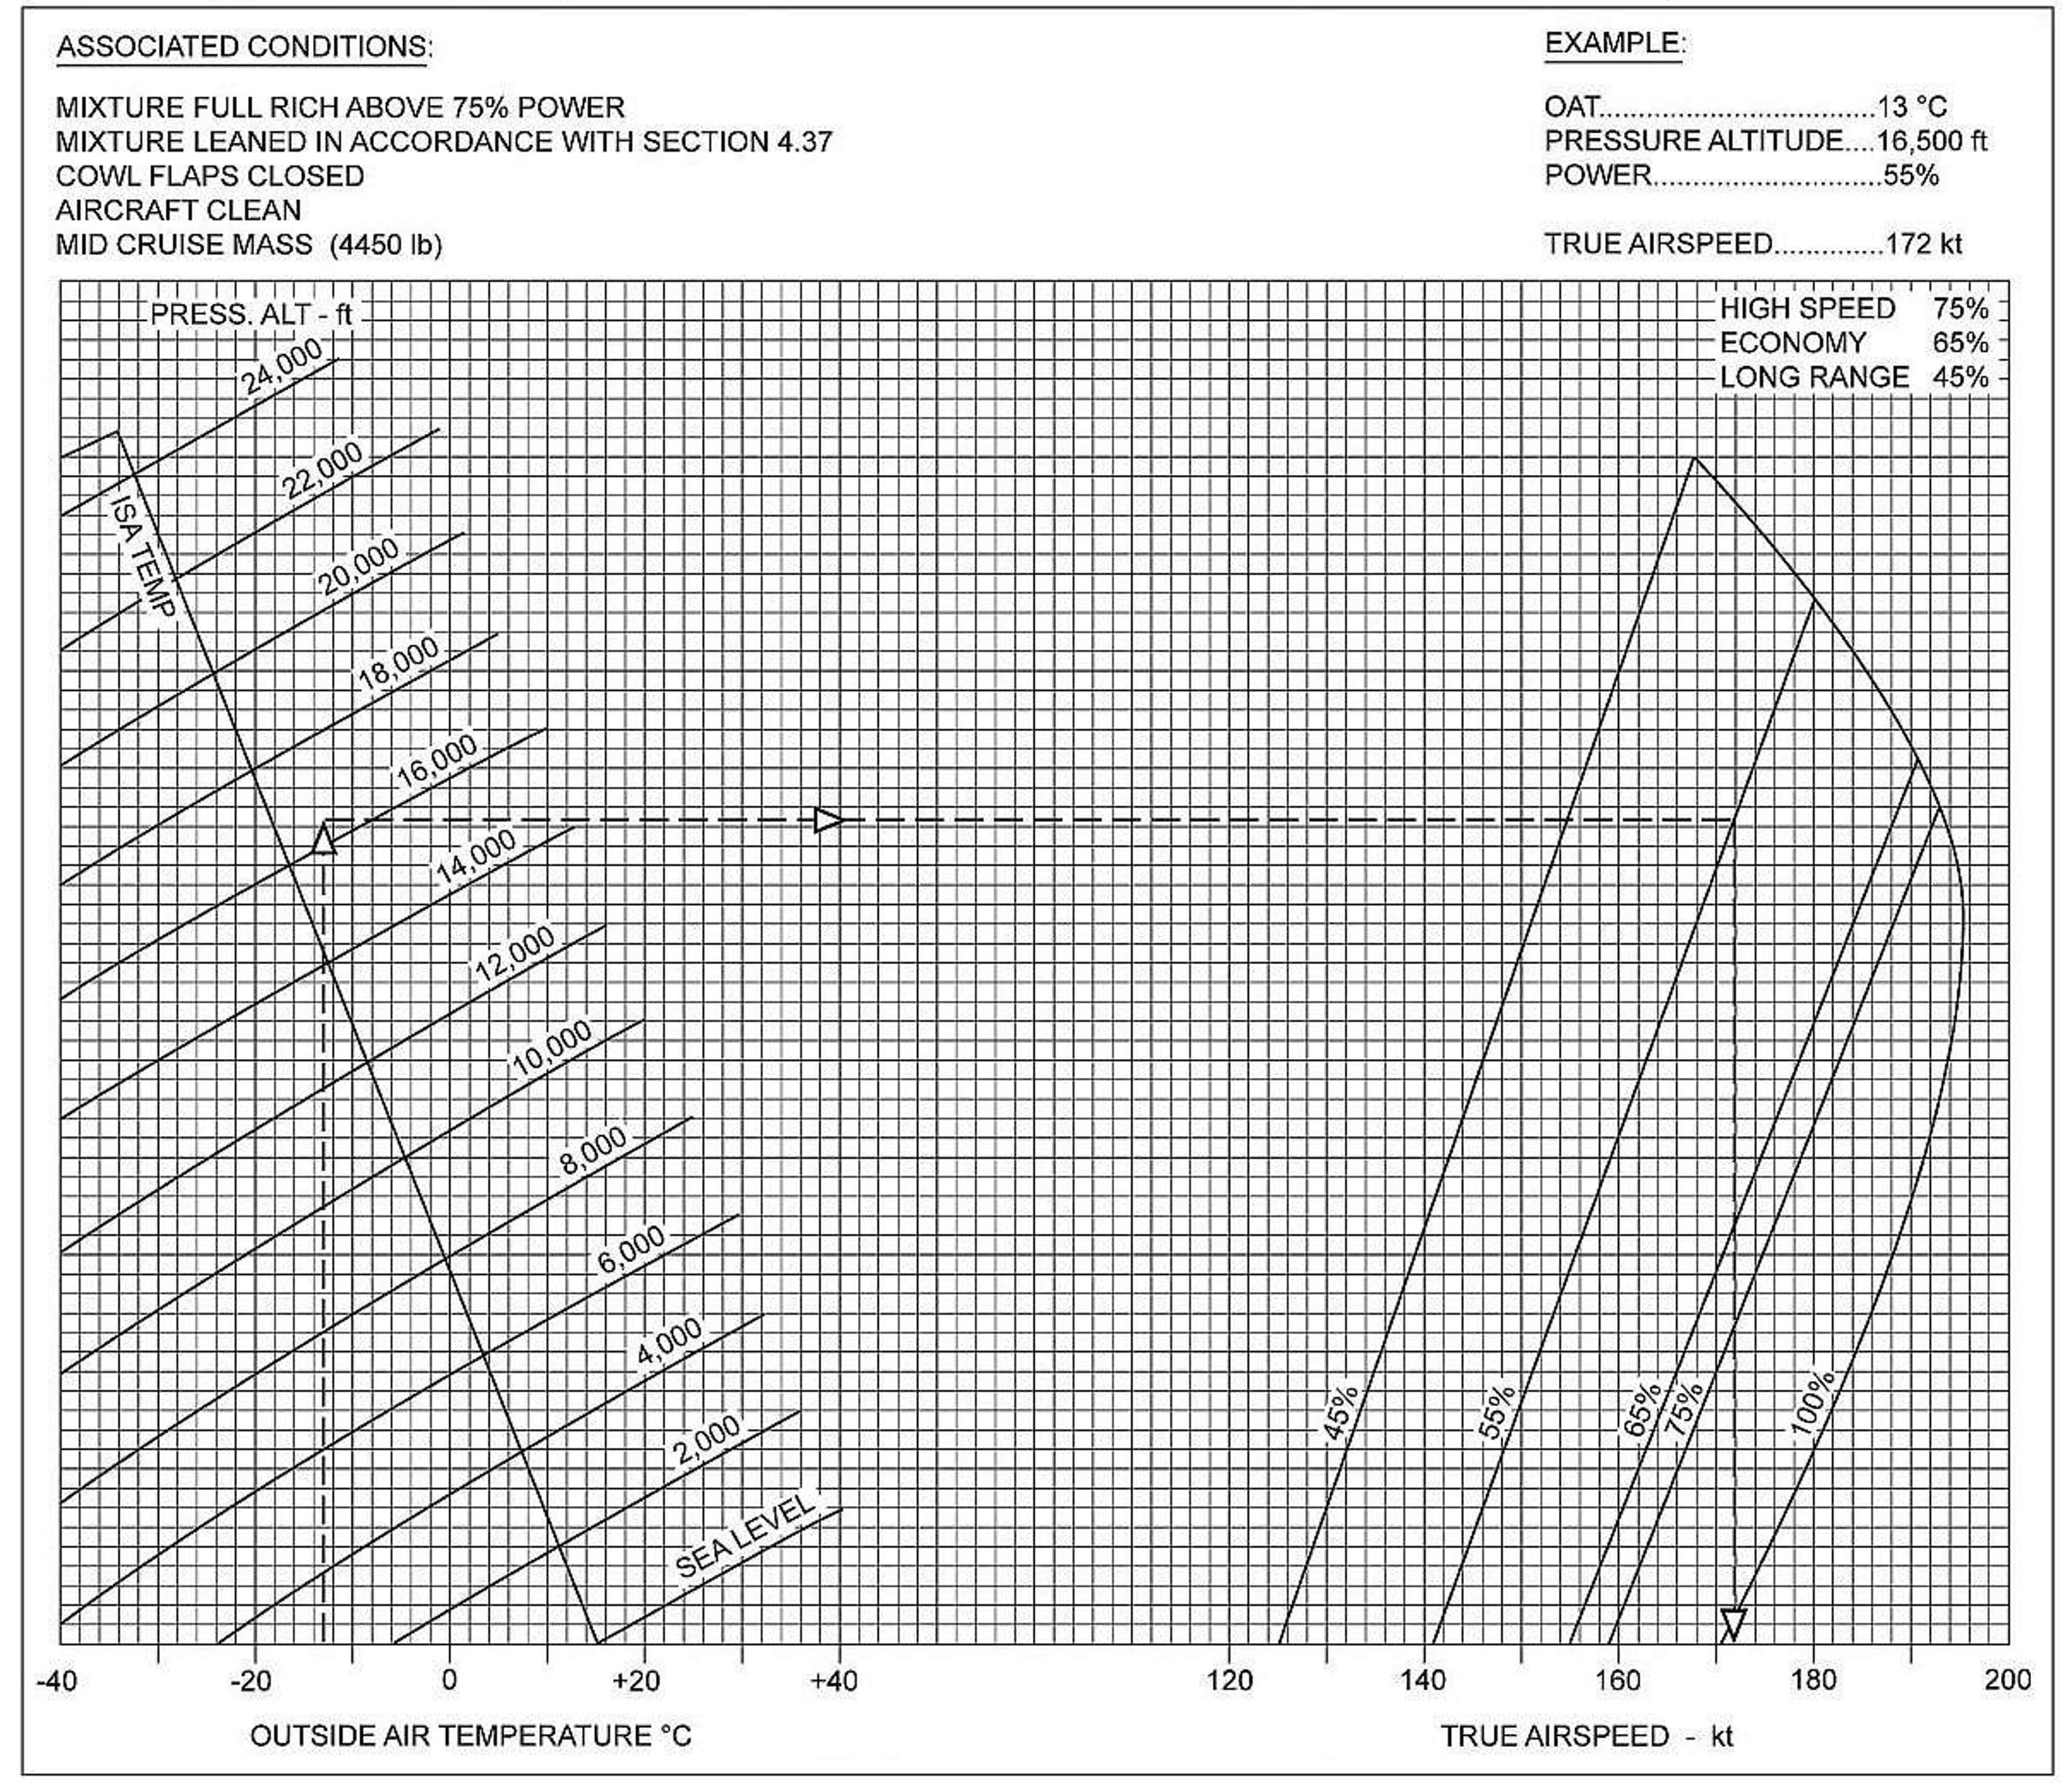 ASSOCIATED CONDITIONS:
MIXTURE FULL RICH ABOVE 75% POWER
MIXTURE LEANED IN ACCORDANCE WITH SECTION 4.37
COWL FLAPS CLOSED
AIRCRAFT CLEAN
MID CRUISE MASS (4450 lb)
EXAMPLE:
OAT..................................13 °C
PRESSURE ALTITUDE....16,500 ft
POWER............................55%
TRUE AIRSPEED..............172 kt
PRESS. ALT - ft
HIGH SPEED 75%
ECONOMY 65%
LONG RANGE 45%
24,000
22,000
ISA TEMP
20,000
18,000
16,000
14,000
12,000
10,000
8,000
6,000
4,000
2,000
SEA LEVEL
45%
55%
65%
75%
100%
-40 -20 0 +20 +40 120 140 160 180 200
OUTSIDE AIR TEMPERATURE °C
TRUE AIRSPEED - kt